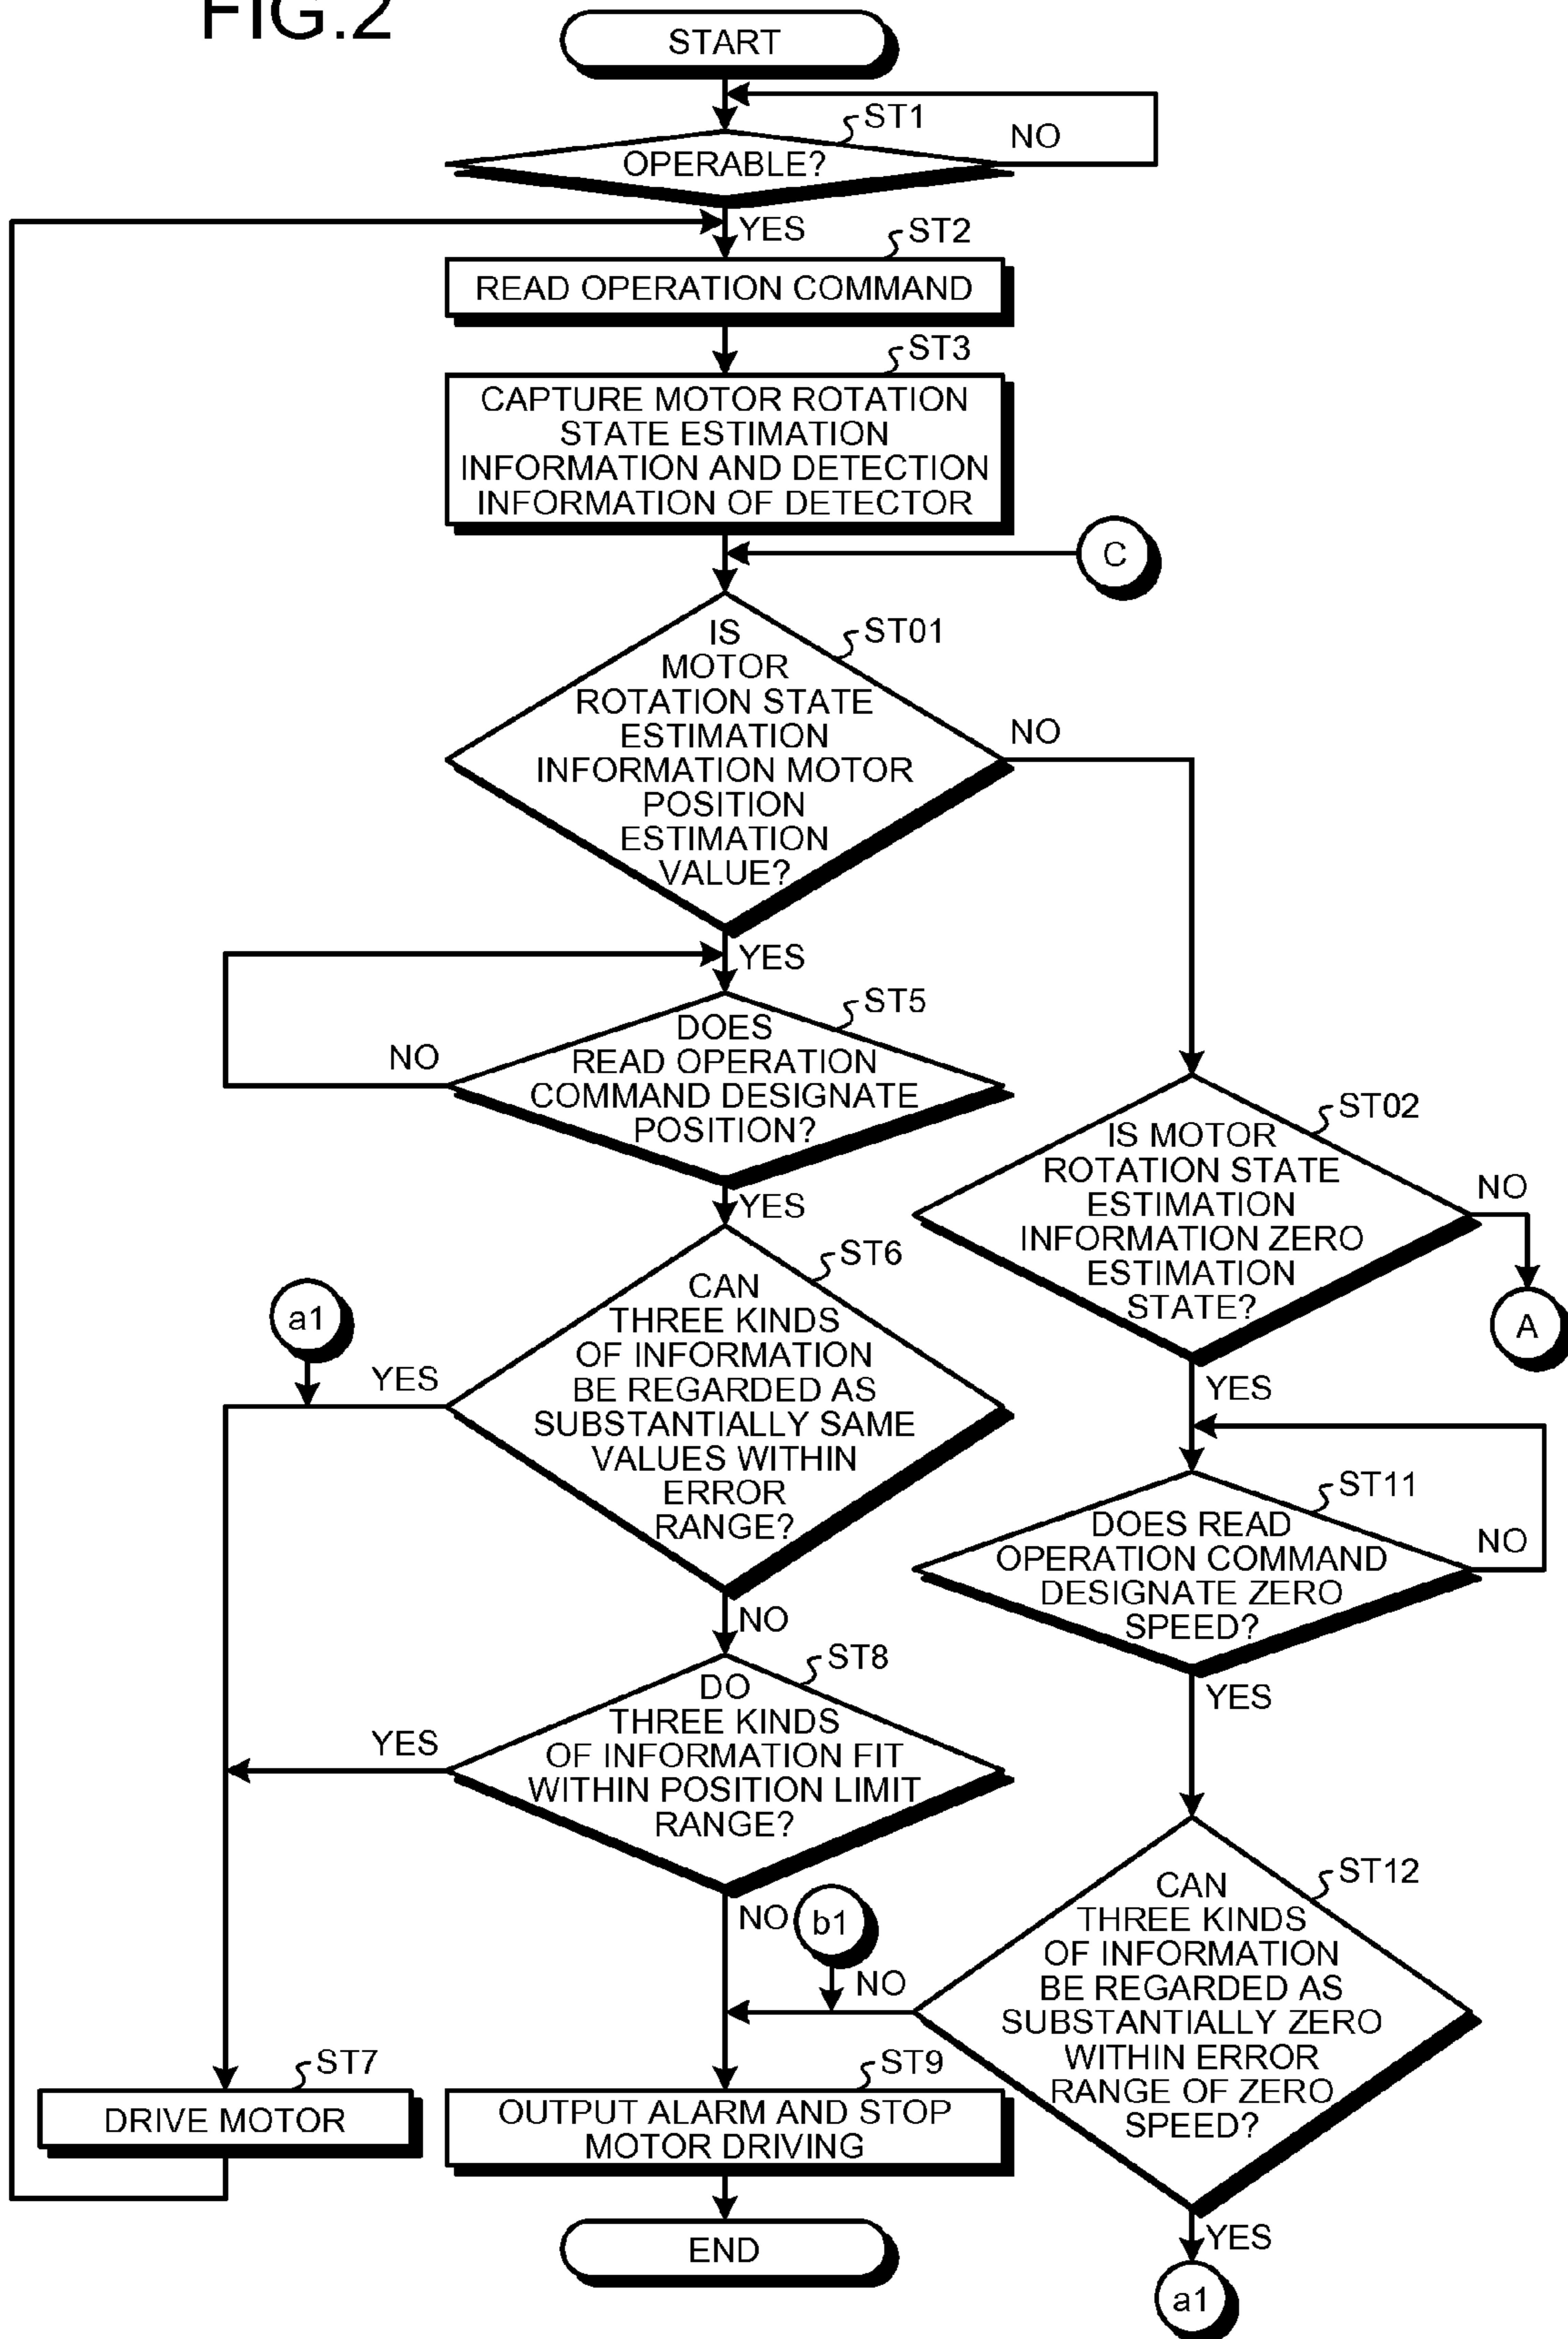 FIG.2
START
ST1
NO
OPERABLE?
YES
ST2
READ OPERATION COMMAND
ST3
CAPTURE MOTOR ROTATION
STATE ESTIMATION
INFORMATION AND DETECTION
INFORMATION OF DETECTOR
C
ST01
IS
MOTOR
ROTATION STATE
ESTIMATION
INFORMATION MOTOR
POSITION
ESTIMATION
VALUE?
NO
YES
ST5
DOES
READ OPERATION
COMMAND DESIGNATE
POSITION?
NO
YES
ST02
IS MOTOR
ROTATION STATE
ESTIMATION
INFORMATION ZERO
ESTIMATION
STATE?
NO
A
YES
ST6
CAN
THREE KINDS
OF INFORMATION
BE REGARDED AS
SUBSTANTIALLY SAME
VALUES WITHIN
ERROR
RANGE?
a1
YES
NO
ST11
DOES READ
OPERATION COMMAND
DESIGNATE ZERO
SPEED?
NO
YES
ST8
DO
THREE KINDS
OF INFORMATION FIT
WITHIN POSITION LIMIT
RANGE?
YES
NO
b1
NO
ST12
CAN
THREE KINDS
OF INFORMATION
BE REGARDED AS
SUBSTANTIALLY ZERO
WITHIN ERROR
RANGE OF ZERO
SPEED?
YES
a1
ST7
DRIVE MOTOR
ST9
OUTPUT ALARM AND STOP
MOTOR DRIVING
END